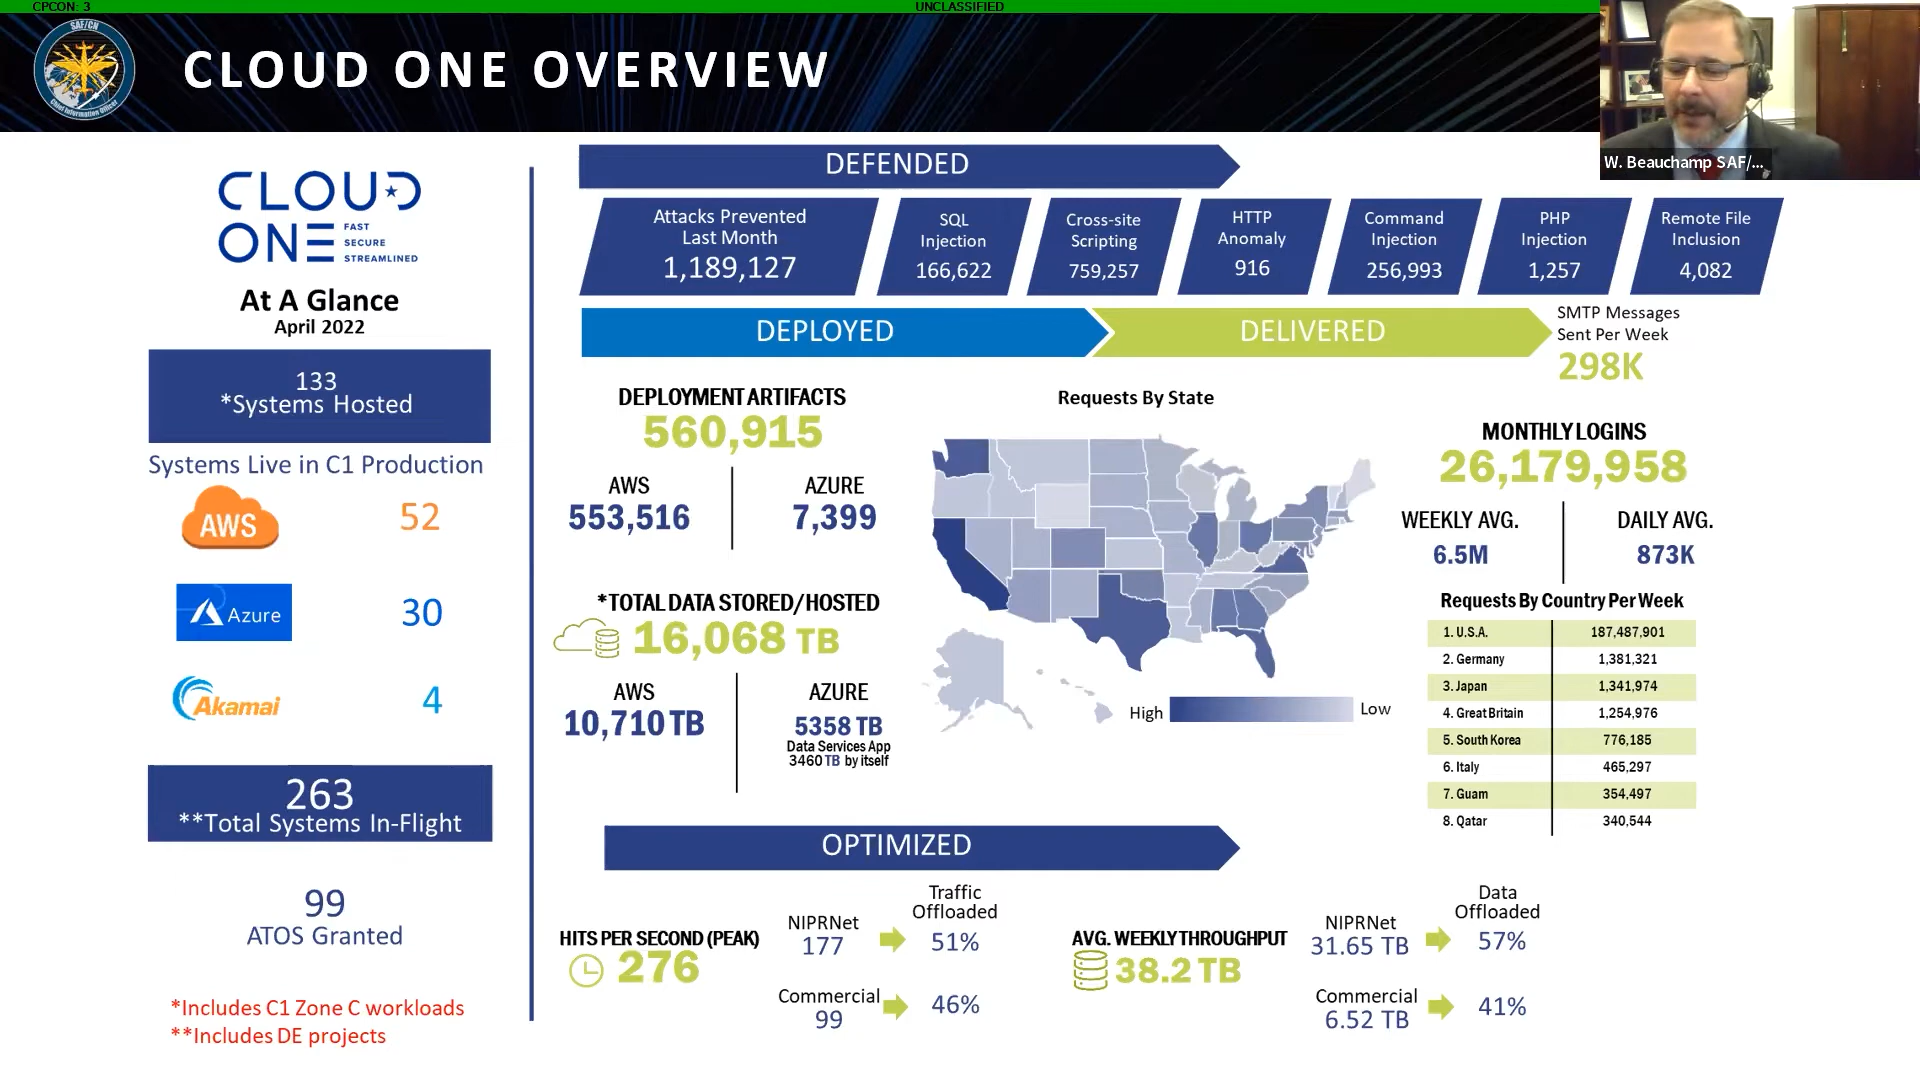 CPCON: 3
UNCLASSIFIED
SAF/CN
Chief Information Officer
CLOUD ONE OVERVIEW
W. Beauchamp SAF/...
CLOUD
ONE
FAST
SECURE
STREAMLINED
At A Glance
April 2022
133
*Systems Hosted
Systems Live in C1 Production
AWS
52
Azure
30
Akamai
4
263
**Total Systems In-Flight
99
ATOS Granted
*Includes C1 Zone C workloads
**Includes DE projects
DEFENDED
Attacks Prevented
Last Month
1,189,127
SQL
Injection
166,622
Cross-site
Scripting
759,257
HTTP
Anomaly
916
Command
Injection
256,993
PHP
Injection
1,257
Remote File
Inclusion
4,082
DEPLOYED
DELIVERED
SMTP Messages
Sent Per Week
298K
DEPLOYMENT ARTIFACTS
560,915
AWS
553,516
AZURE
7,399
*TOTAL DATA STORED/HOSTED
16,068 TB
AWS
10,710 TB
AZURE
5358 TB
Data Services App
3460 TB by itself
Requests By State
High
Low
MONTHLY LOGINS
26,179,958
WEEKLY AVG.
6.5M
DAILY AVG.
873K
Requests By Country Per Week
1. U.S.A. 187,487,901
2. Germany 1,381,321
3. Japan 1,341,974
4. Great Britain 1,254,976
5. South Korea 776,185
6. Italy 465,297
7. Guam 354,497
8. Qatar 340,544
OPTIMIZED
HITS PER SECOND (PEAK)
276
NIPRNet
177
Traffic
Offloaded
51%
Commercial
99
46%
AVG. WEEKLY THROUGHPUT
38.2 TB
NIPRNet
31.65 TB
Data
Offloaded
57%
Commercial
6.52 TB
41%